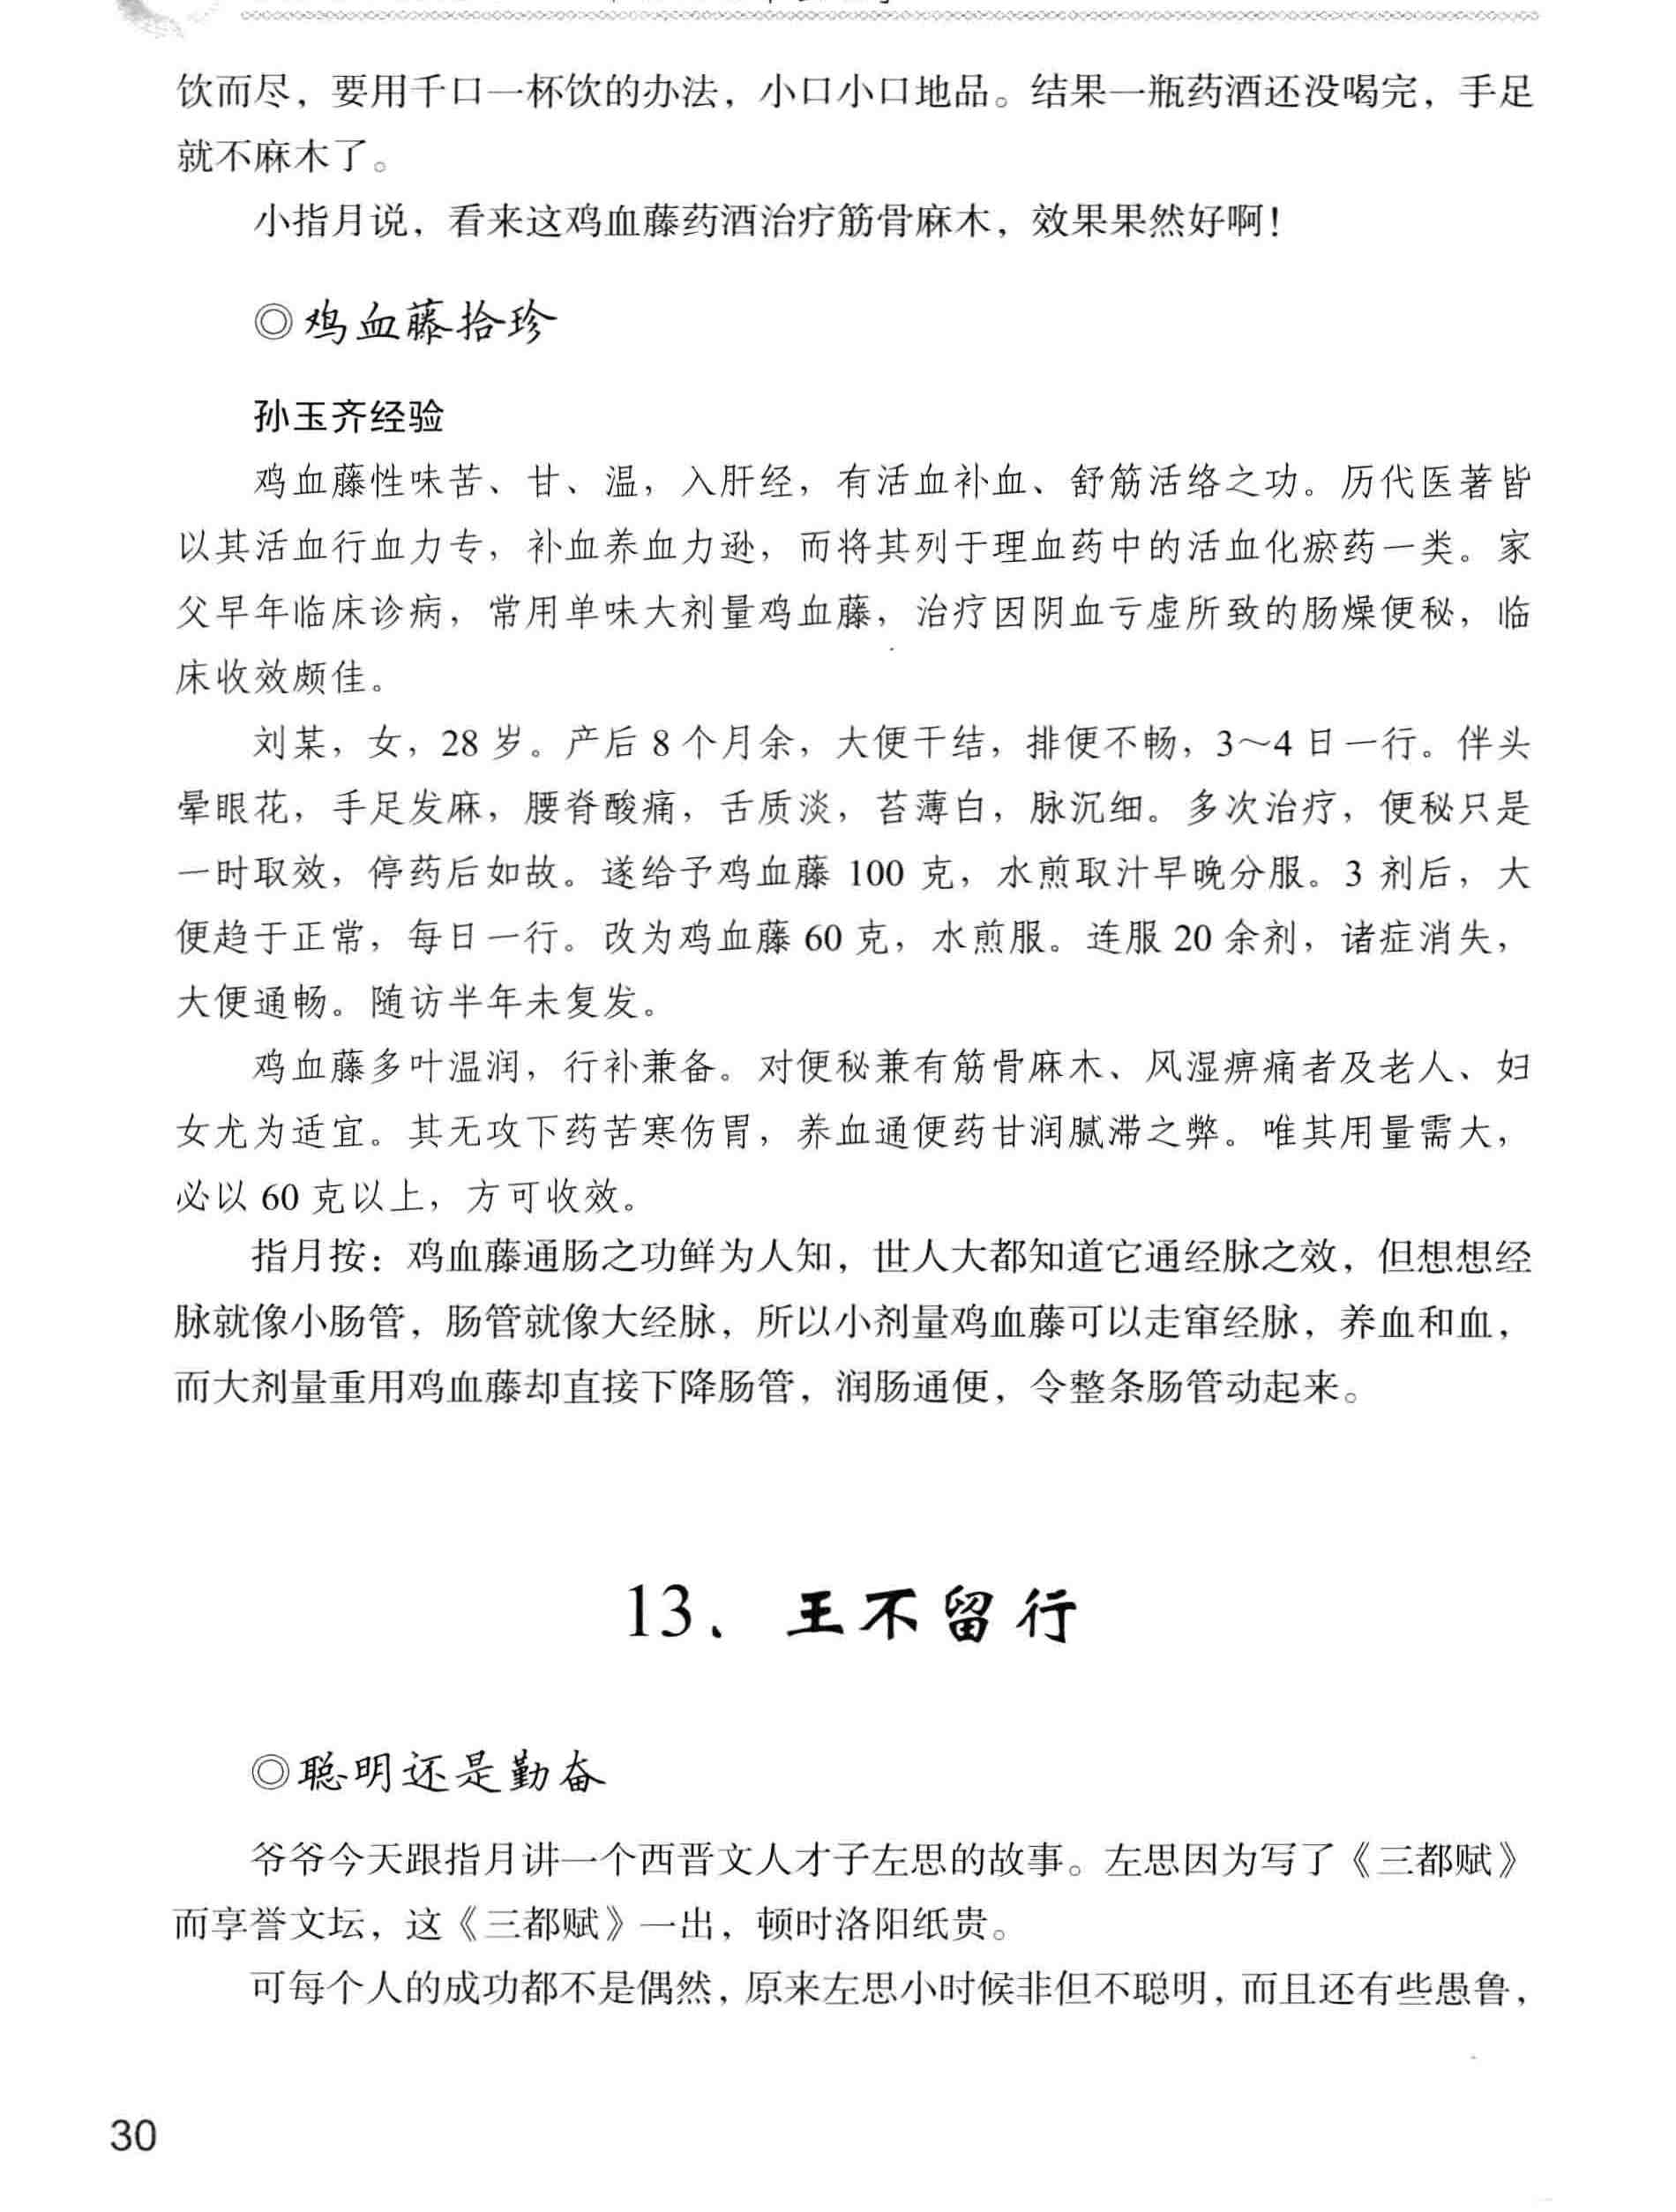 饮而尽，要用千口一杯饮的办法，小口小口地品。结果一瓶药酒还没喝完，手足
就不麻木了。
小指月说，看来这鸡血藤药酒治疗筋骨麻木，效果果然好啊！
◎鸡血藤拾珍
孙玉齐经验
鸡血藤性味苦、甘、温，入肝经，有活血补血、舒筋活络之功。历代医著皆
以其活血行血力专，补血养血力逊，而将其列于理血药中的活血化瘀药一类。家
父早年临床诊病，常用单味大剂量鸡血藤，治疗因阴血亏虚所致的肠燥便秘，临
床收效颇佳。
刘某，女，28 岁。产后 8 个月余，大便干结，排便不畅，3～4 日一行。伴头
晕眼花，手足发麻，腰脊酸痛，舌质淡，苔薄白，脉沉细。多次治疗，便秘只是
一时取效，停药后如故。遂给予鸡血藤 100 克，水煎取汁早晚分服。3 剂后，大
便趋于正常，每日一行。改为鸡血藤 60 克，水煎服。连服 20 余剂，诸症消失，
大便通畅。随访半年未复发。
鸡血藤多叶温润，行补兼备。对便秘兼有筋骨麻木、风湿痹痛者及老人、妇
女尤为适宜。其无攻下药苦寒伤胃，养血通便药甘润腻滞之弊。唯其用量需大，
必以 60 克以上，方可收效。
指月按：鸡血藤通肠之功鲜为人知，世人大都知道它通经脉之效，但想想经
脉就像小肠管，肠管就像大经脉，所以小剂量鸡血藤可以走窜经脉，养血和血，
而大剂量重用鸡血藤却直接下降肠管，润肠通便，令整条肠管动起来。
13、王不留行
◎聪明还是勤奋
爷爷今天跟指月讲一个西晋文人才子左思的故事。左思因为写了《三都赋》
而享誉文坛，这《三都赋》一出，顿时洛阳纸贵。
可每个人的成功都不是偶然，原来左思小时候非但不聪明，而且还有些愚鲁，
30